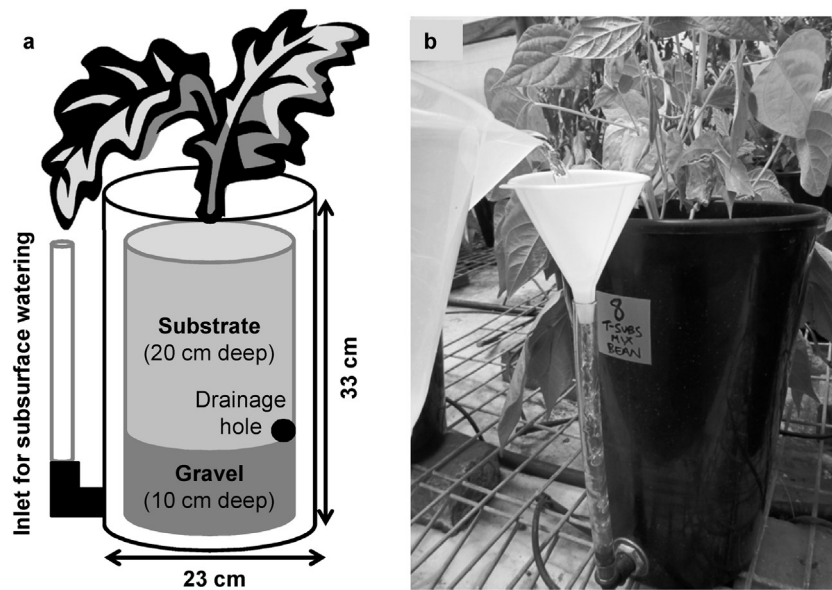 a
Inlet for subsurface watering
Substrate
(20 cm deep)
Drainage
hole
Gravel
(10 cm deep)
33 cm
23 cm
b
8
T-SUBS
MIX
BEAN